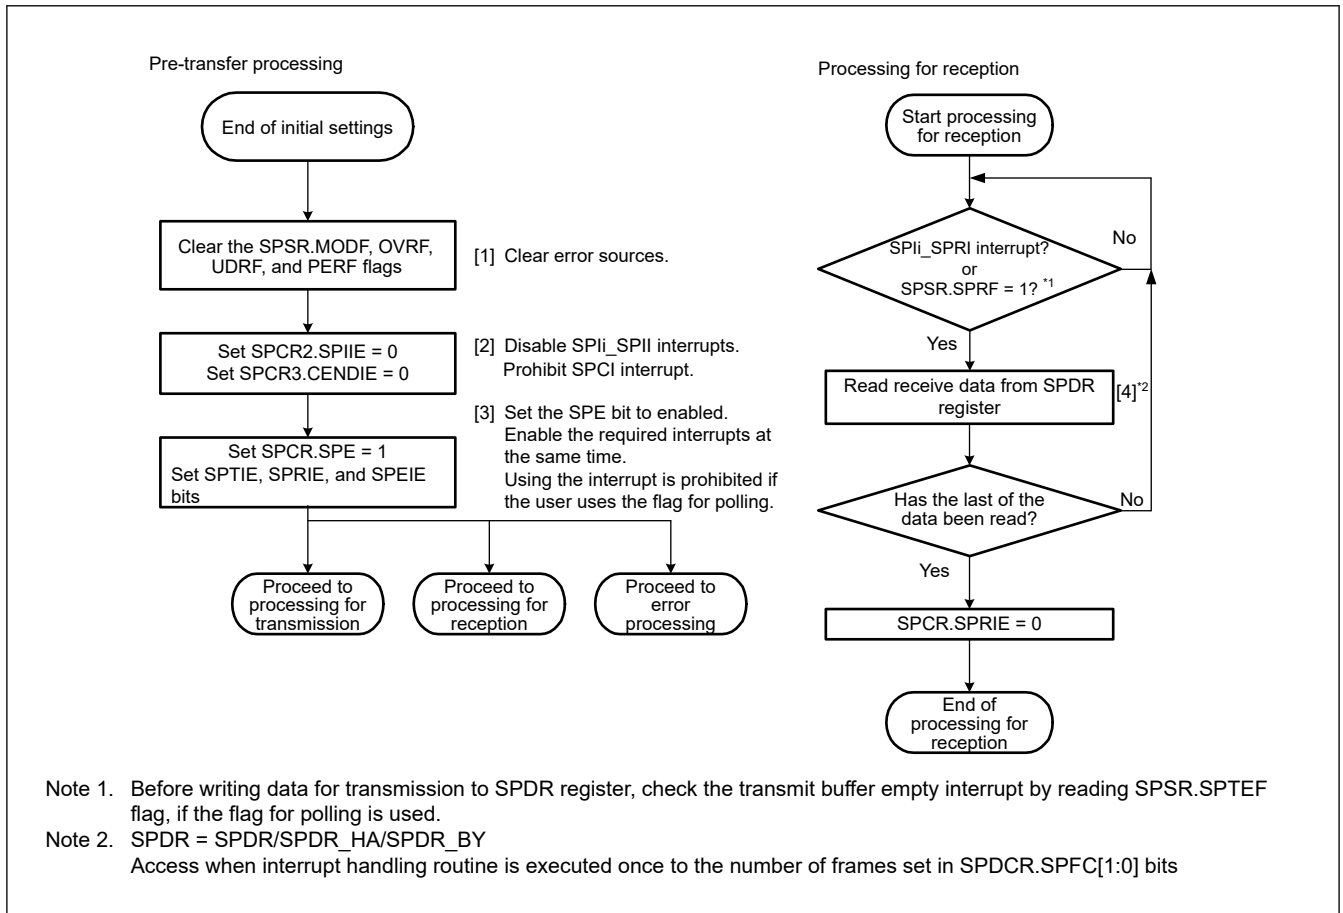 Pre-transfer processing
End of initial settings
Clear the SPSR.MODF, OVRF,
UDRF, and PERF flags
[1] Clear error sources.
Set SPCR2.SPIIE = 0
Set SPCR3.CENDIE = 0
[2] Disable SPIi_SPII interrupts.
Prohibit SPCI interrupt.
Set SPCR.SPE = 1
Set SPTIE, SPRIE, and SPEIE
bits
[3] Set the SPE bit to enabled.
Enable the required interrupts at
the same time.
Using the interrupt is prohibited if
the user uses the flag for polling.
Proceed to
processing for
transmission
Proceed to
processing for
reception
Proceed to
error
processing
Processing for reception
Start processing
for reception
SPIi_SPRI interrupt?
or
SPSR.SPRF = 1? *1
No
Yes
Read receive data from SPDR
register
[4]*2
Has the last of the
data been read?
No
Yes
SPCR.SPRIE = 0
End of
processing for
reception
Note 1. Before writing data for transmission to SPDR register, check the transmit buffer empty interrupt by reading SPSR.SPTEF
flag, if the flag for polling is used.
Note 2. SPDR = SPDR/SPDR_HA/SPDR_BY
Access when interrupt handling routine is executed once to the number of frames set in SPDCR.SPFC[1:0] bits